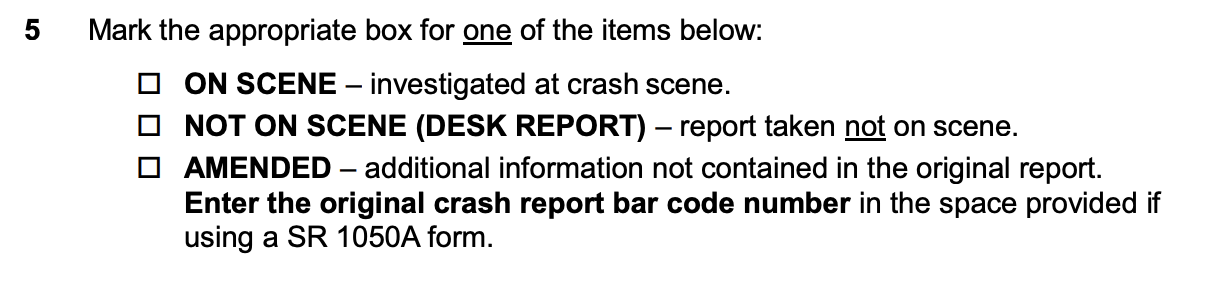 5 Mark the appropriate box for one of the items below:
☐ ON SCENE – investigated at crash scene.
☐ NOT ON SCENE (DESK REPORT) – report taken not on scene.
☐ AMENDED – additional information not contained in the original report.
Enter the original crash report bar code number in the space provided if
using a SR 1050A form.